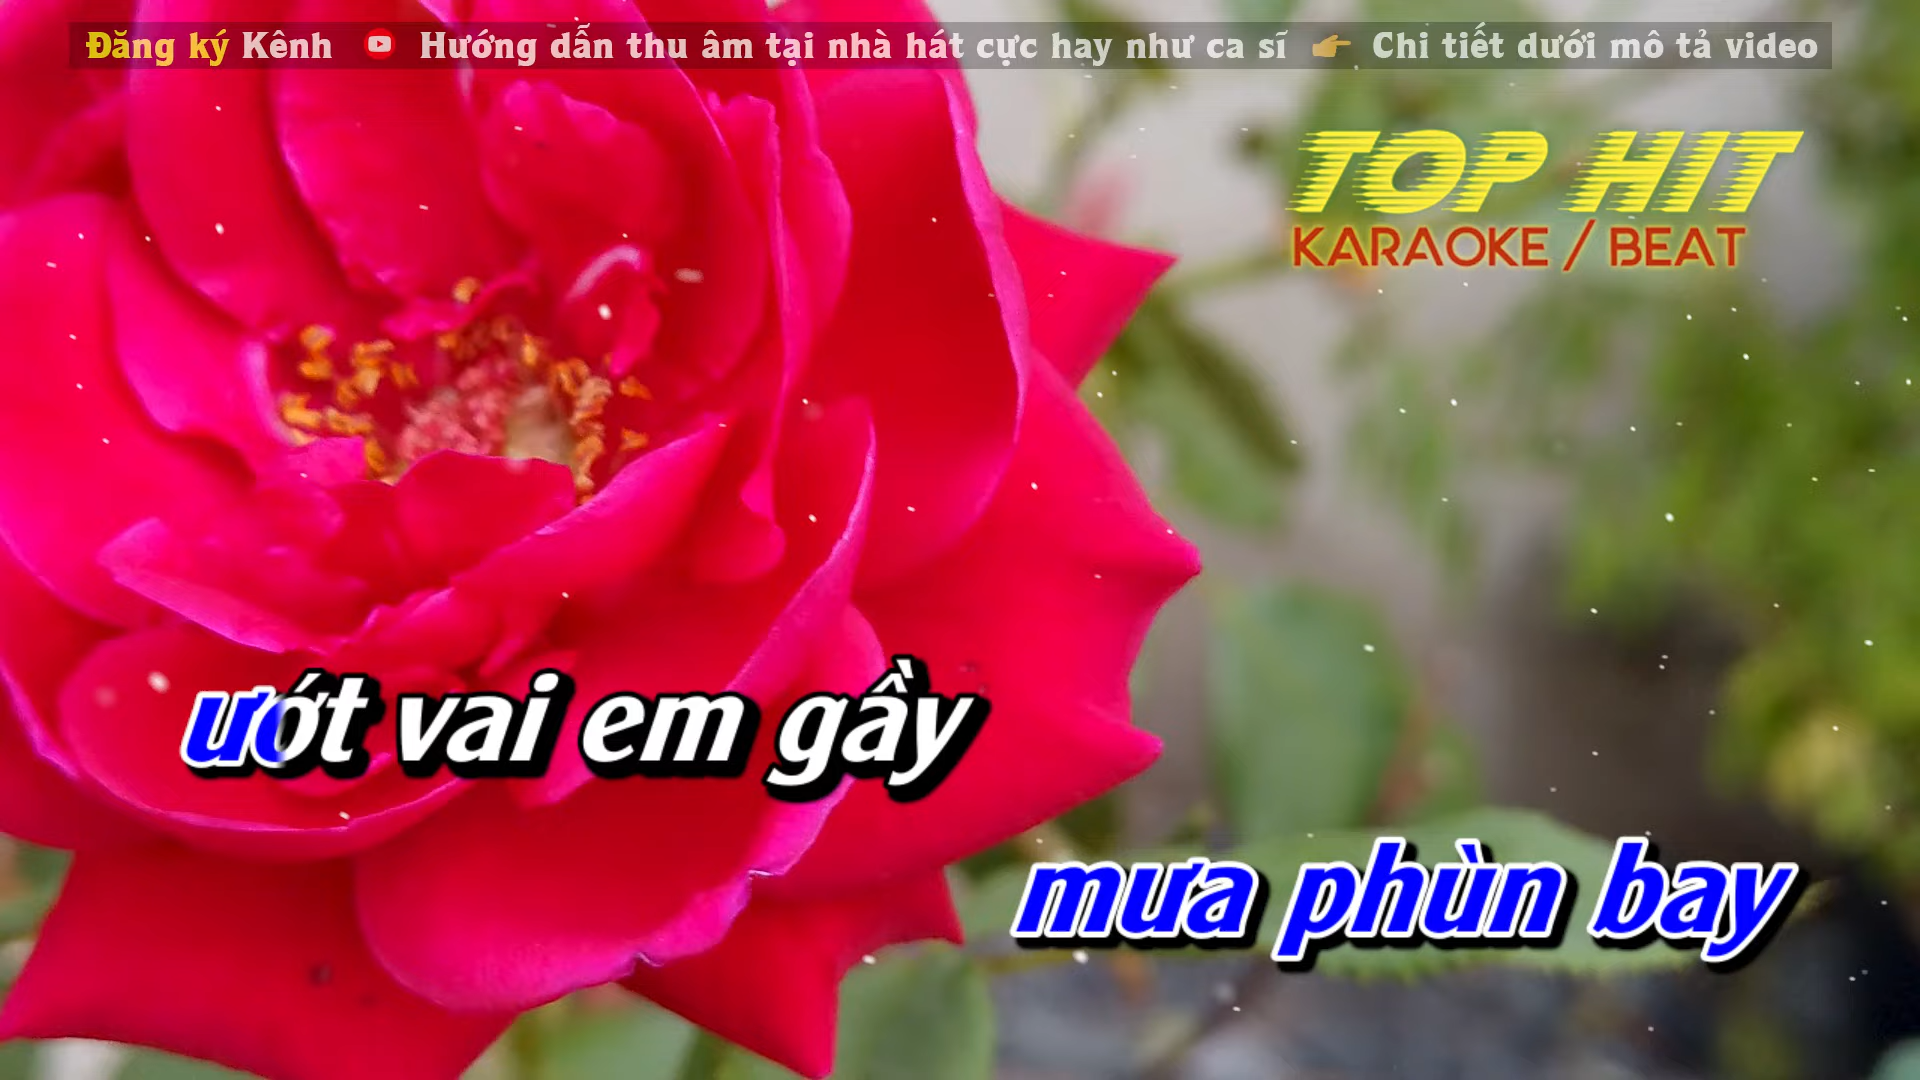 Đăng ký Kênh Hướng dẫn thu âm tại nhà hát cực hay như ca sĩ Chi tiết dưới mô tả video
TOP HIT
KARAOKE / BEAT
ướt vai em gầy
mưa phùn bay